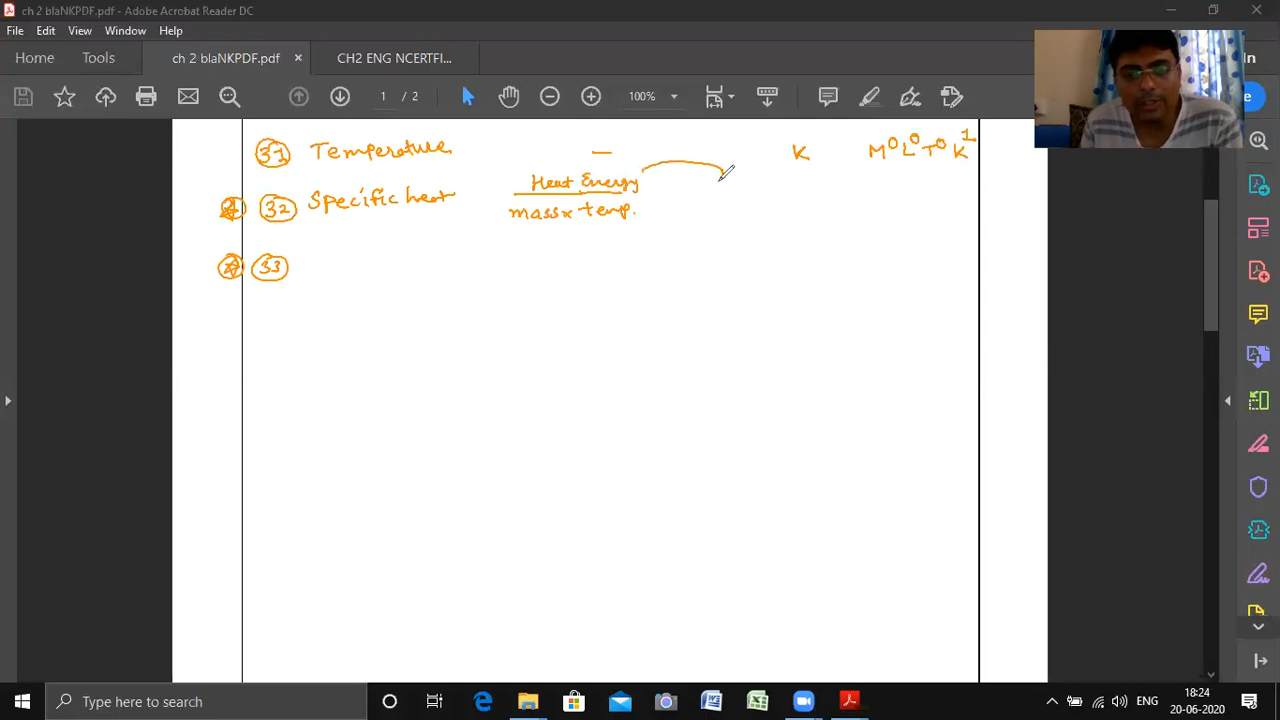 ch 2 blaNKPDF.pdf - Adobe Acrobat Reader DC
File Edit View Window Help
Home Tools ch 2 blaNKPDF.pdf × CH2 ENG NCERTFI... In
1 / 2 100%
31 Temperature — K M⁰L⁰T⁰K¹
32 Specific heat Heat Energy
mass x temp.
33
Type here to search
ENG
18:24
20-06-2020